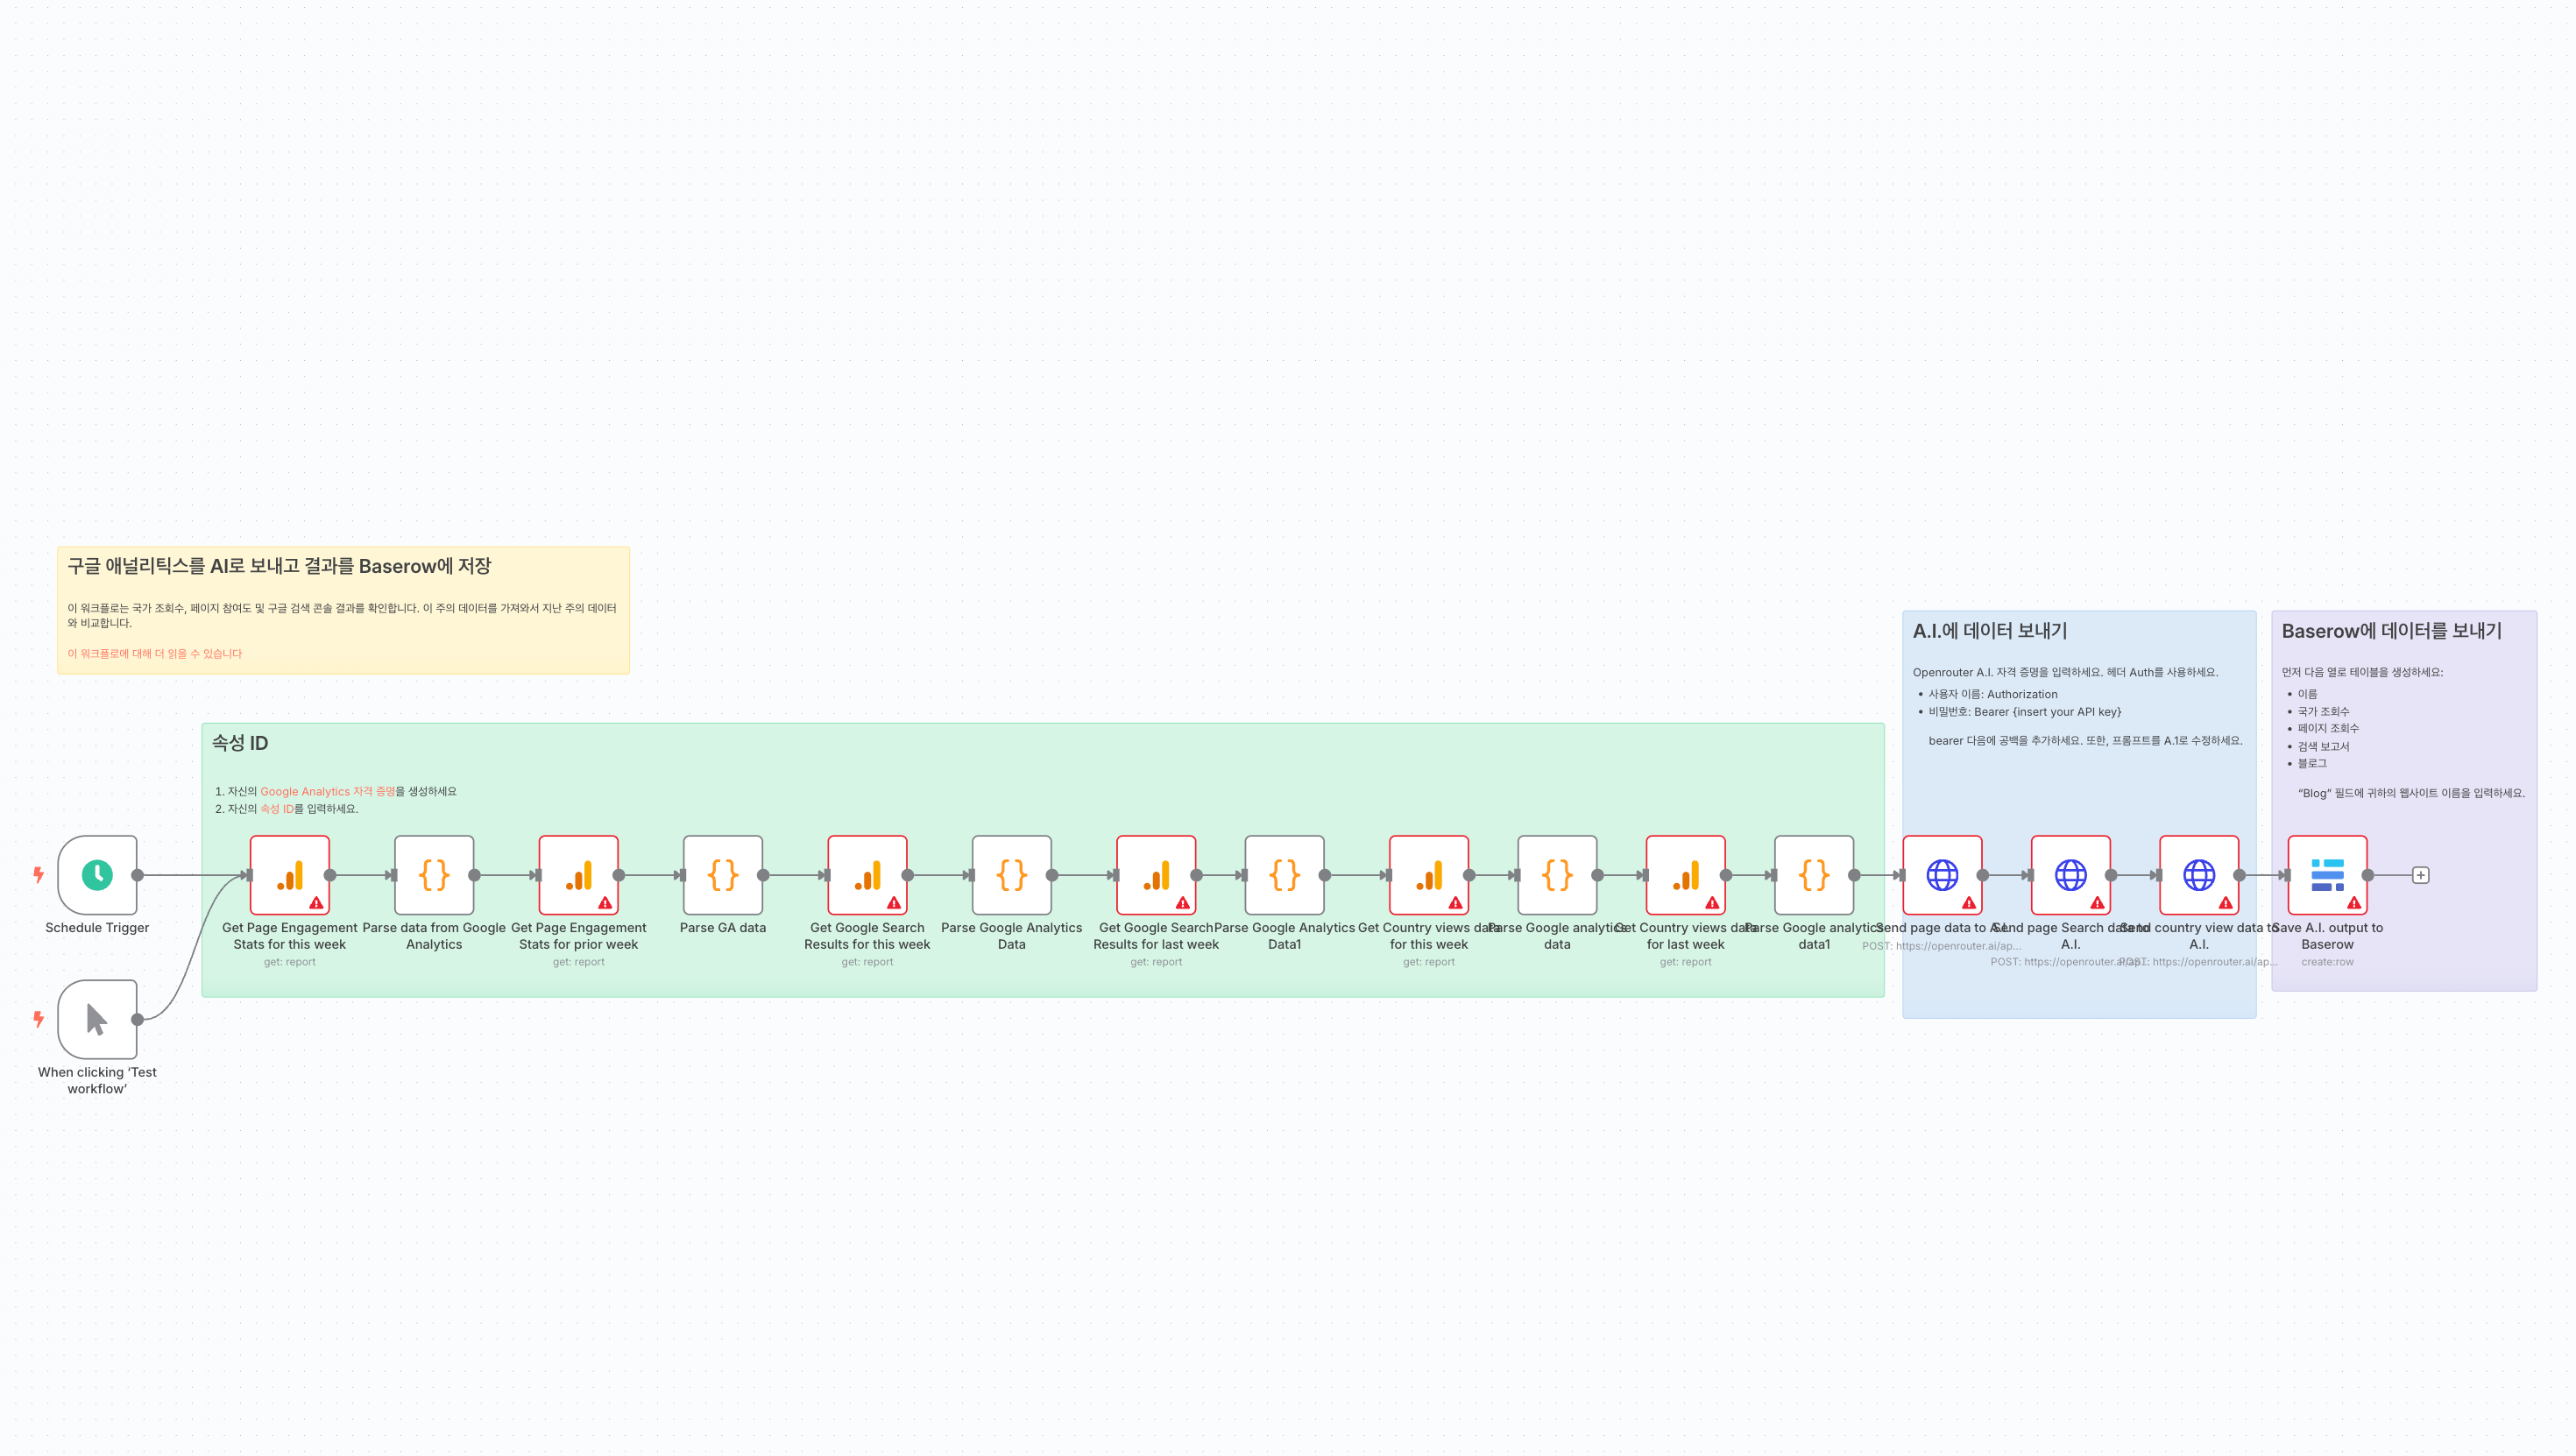 구글 애널리틱스를 AI로 보내고 결과를 Baserow에 저장
이 워크플로는 국가 조회수, 페이지 참여도 및 구글 검색 콘솔 결과를 확인합니다. 이 주의 데이터를 가져와서 지난 주의 데이터
와 비교합니다.
이 워크플로에 대해 더 읽을 수 있습니다
A.I.에 데이터 보내기
Openrouter A.I. 자격 증명을 입력하세요. 헤더 Auth를 사용하세요.
• 사용자 이름: Authorization
• 비밀번호: Bearer {insert your API key}
bearer 다음에 공백을 추가하세요. 또한, 프롬프트를 A.1로 수정하세요.
Baserow에 데이터를 보내기
먼저 다음 열로 테이블을 생성하세요:
• 이름
• 국가 조회수
• 페이지 조회수
• 검색 보고서
• 블로그
“Blog” 필드에 귀하의 웹사이트 이름을 입력하세요.
속성 ID
1. 자신의 Google Analytics 자격 증명을 생성하세요
2. 자신의 속성 ID를 입력하세요.
Schedule Trigger
When clicking ‘Test
workflow’
Get Page Engagement
Stats for this week
get: report
Parse data from Google
Analytics
Get Page Engagement
Stats for prior week
get: report
Parse GA data
Get Google Search
Results for this week
get: report
Parse Google Analytics
Data
Get Google Search
Results for last week
get: report
Parse Google Analytics
Data1
Get Country views data
for this week
get: report
Parse Google analytics
data
Get Country views data
for last week
get: report
Parse Google analytics
data1
Send page data to A.I.
POST: https://openrouter.ai/ap...
Send page Search data to
A.I.
POST: https://openrouter.ai/ap...
Send country view data to
A.I.
POST: https://openrouter.ai/ap...
Save A.I. output to
Baserow
create:row